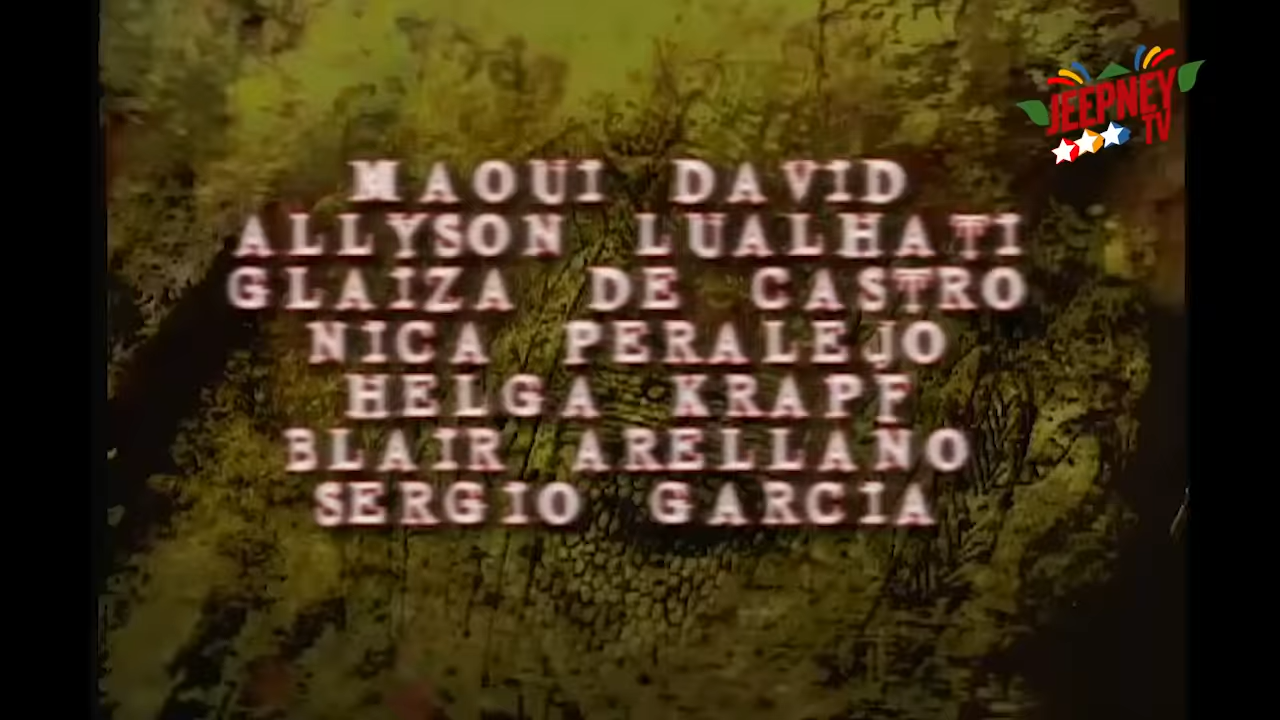 JEEPNEY
TV
MAOUI DAVID
ALLYSON LUALHATI
GLAIZA DE CASTRO
NICA PERALEJO
HELGA KRAPF
BLAIR ARELLANO
SERGIO GARCIA